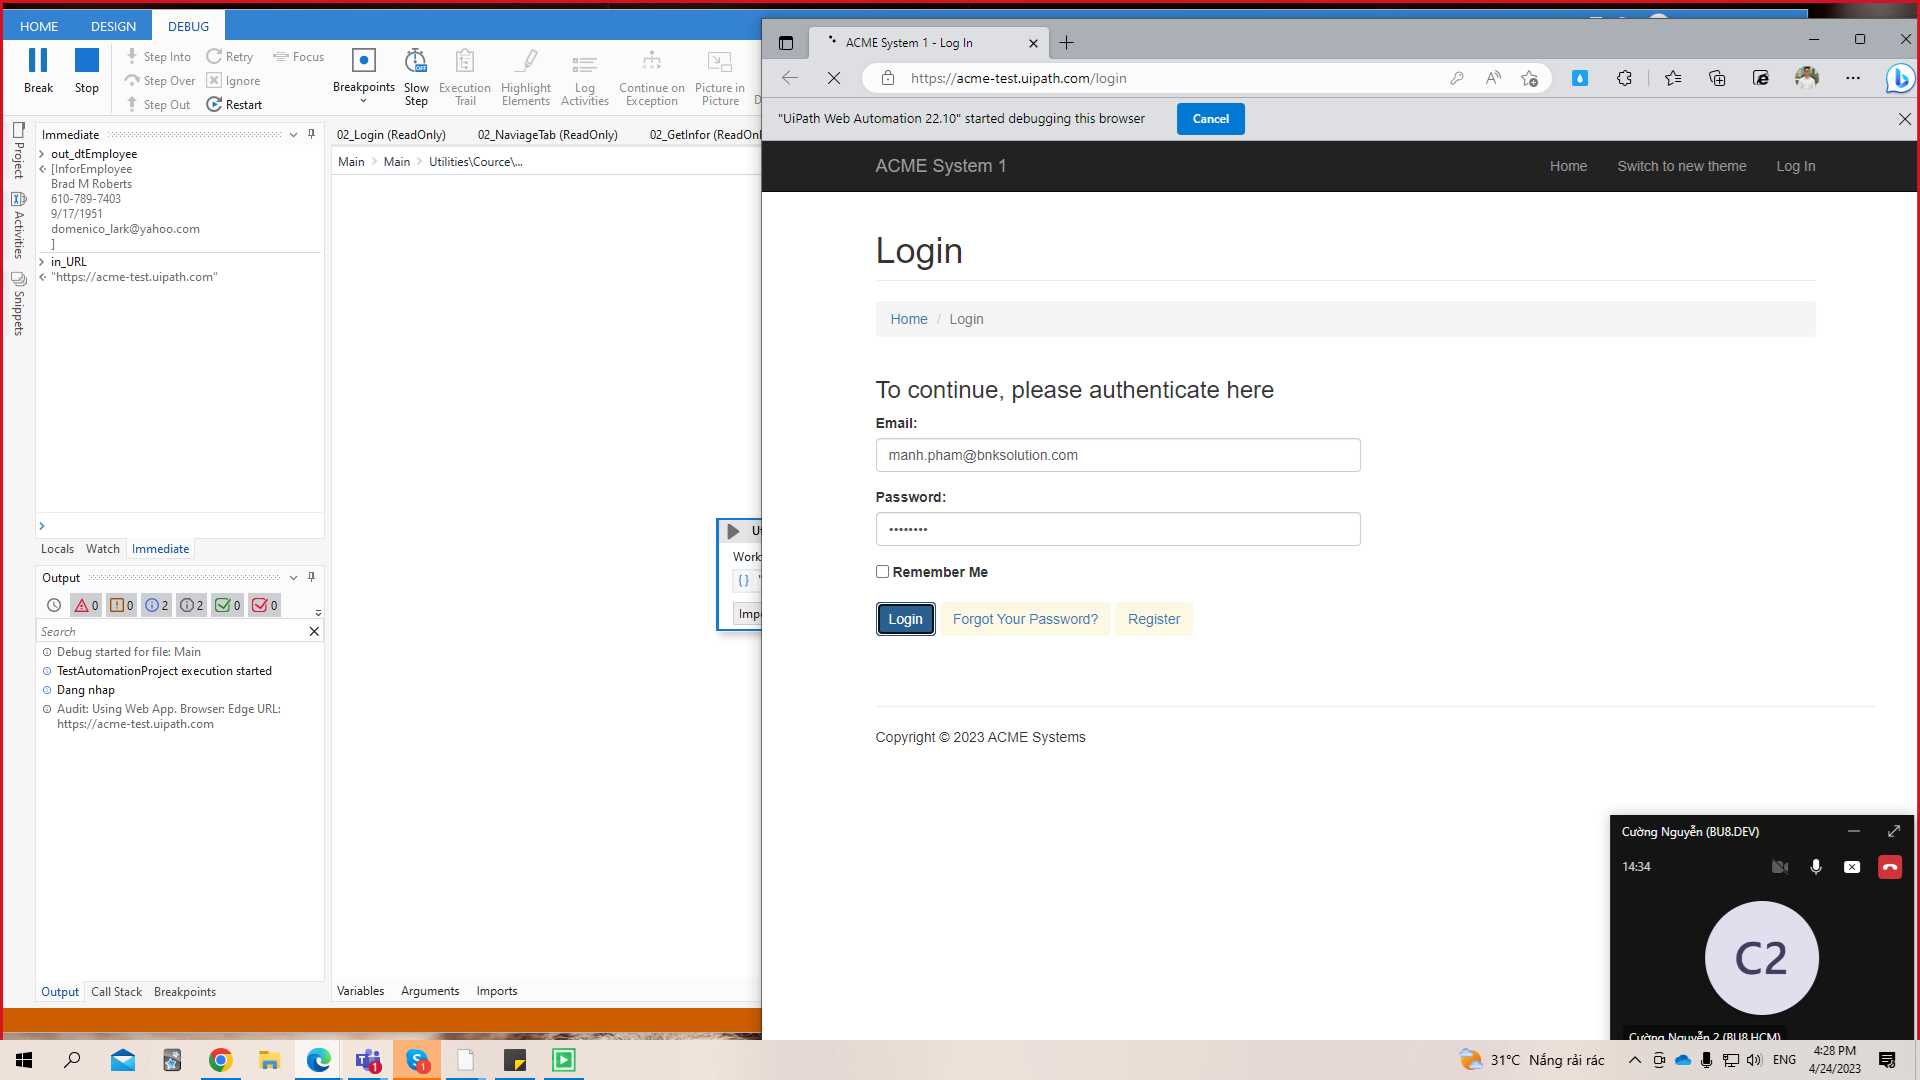 HOME DESIGN DEBUG
Break
Stop
Step Into
Step Over
Step Out
Retry
Ignore
Restart
Focus
Breakpoints
Slow Step
Execution Trail
Highlight Elements
Log Activities
Continue on Exception
Picture in Picture
Project
Activities
Snippets
Immediate
out_dtEmployee
[InforEmployee
Brad M Roberts
610-789-7403
9/17/1951
domenico_lark@yahoo.com
]
in_URL
"https://acme-test.uipath.com"
Locals Watch Immediate
Output
0 0 2 2 0 0
Search
Debug started for file: Main
TestAutomationProject execution started
Dang nhap
Audit: Using Web App. Browser: Edge URL:
https://acme-test.uipath.com
Output Call Stack Breakpoints
02_Login (ReadOnly) 02_NaviageTab (ReadOnly) 02_GetInfor (ReadOnl
Main > Main > Utilities\Cource\...
Work
Variables Arguments Imports
ACME System 1 - Log In
https://acme-test.uipath.com/login
"UiPath Web Automation 22.10" started debugging this browser
Cancel
ACME System 1
Home Switch to new theme Log In
Login
Home / Login
To continue, please authenticate here
Email:
manh.pham@bnksolution.com
Password:
••••••••
Remember Me
Login Forgot Your Password? Register
Copyright © 2023 ACME Systems
Cường Nguyễn (BU8.DEV)
14:34
C2
Cường Nguyễn 2 (BU8.HCM)
31°C Nắng rải rác
ENG
4:28 PM
4/24/2023